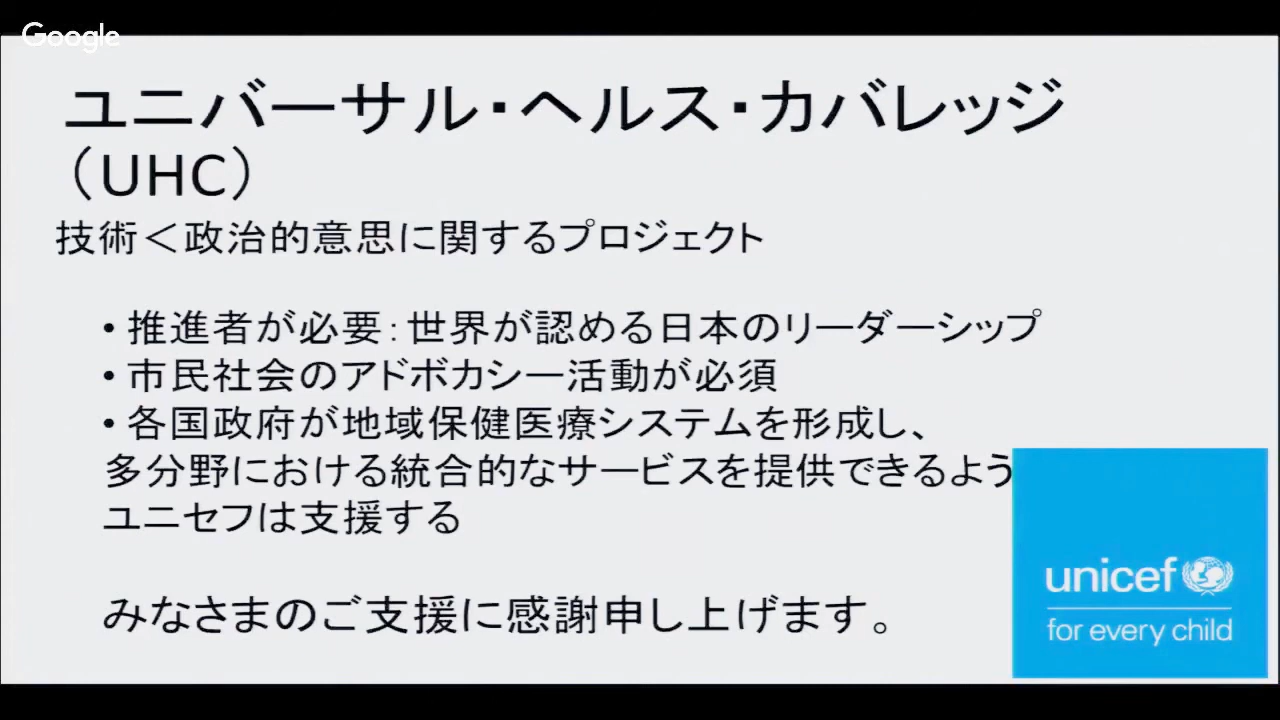 Google
ユニバーサル・ヘルス・カバレッジ
（UHC）
技術＜政治的意思に関するプロジェクト
• 推進者が必要：世界が認める日本のリーダーシップ
• 市民社会のアドボカシー活動が必須
• 各国政府が地域保健医療システムを形成し、
多分野における統合的なサービスを提供できるよう
ユニセフは支援する
みなさまのご支援に感謝申し上げます。
unicef
for every child